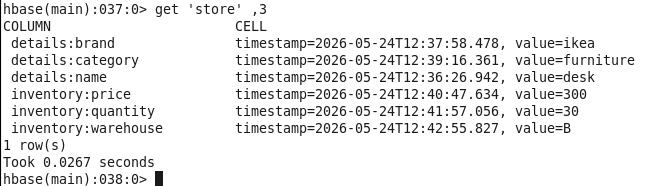 hbase(main):037:0> get 'store' ,3
COLUMN                     CELL
 details:brand             timestamp=2026-05-24T12:37:58.478, value=ikea
 details:category          timestamp=2026-05-24T12:39:16.361, value=furniture
 details:name              timestamp=2026-05-24T12:36:26.942, value=desk
 inventory:price           timestamp=2026-05-24T12:40:47.634, value=300
 inventory:quantity        timestamp=2026-05-24T12:41:57.056, value=30
 inventory:warehouse       timestamp=2026-05-24T12:42:55.827, value=B
1 row(s)
Took 0.0267 seconds
hbase(main):038:0>